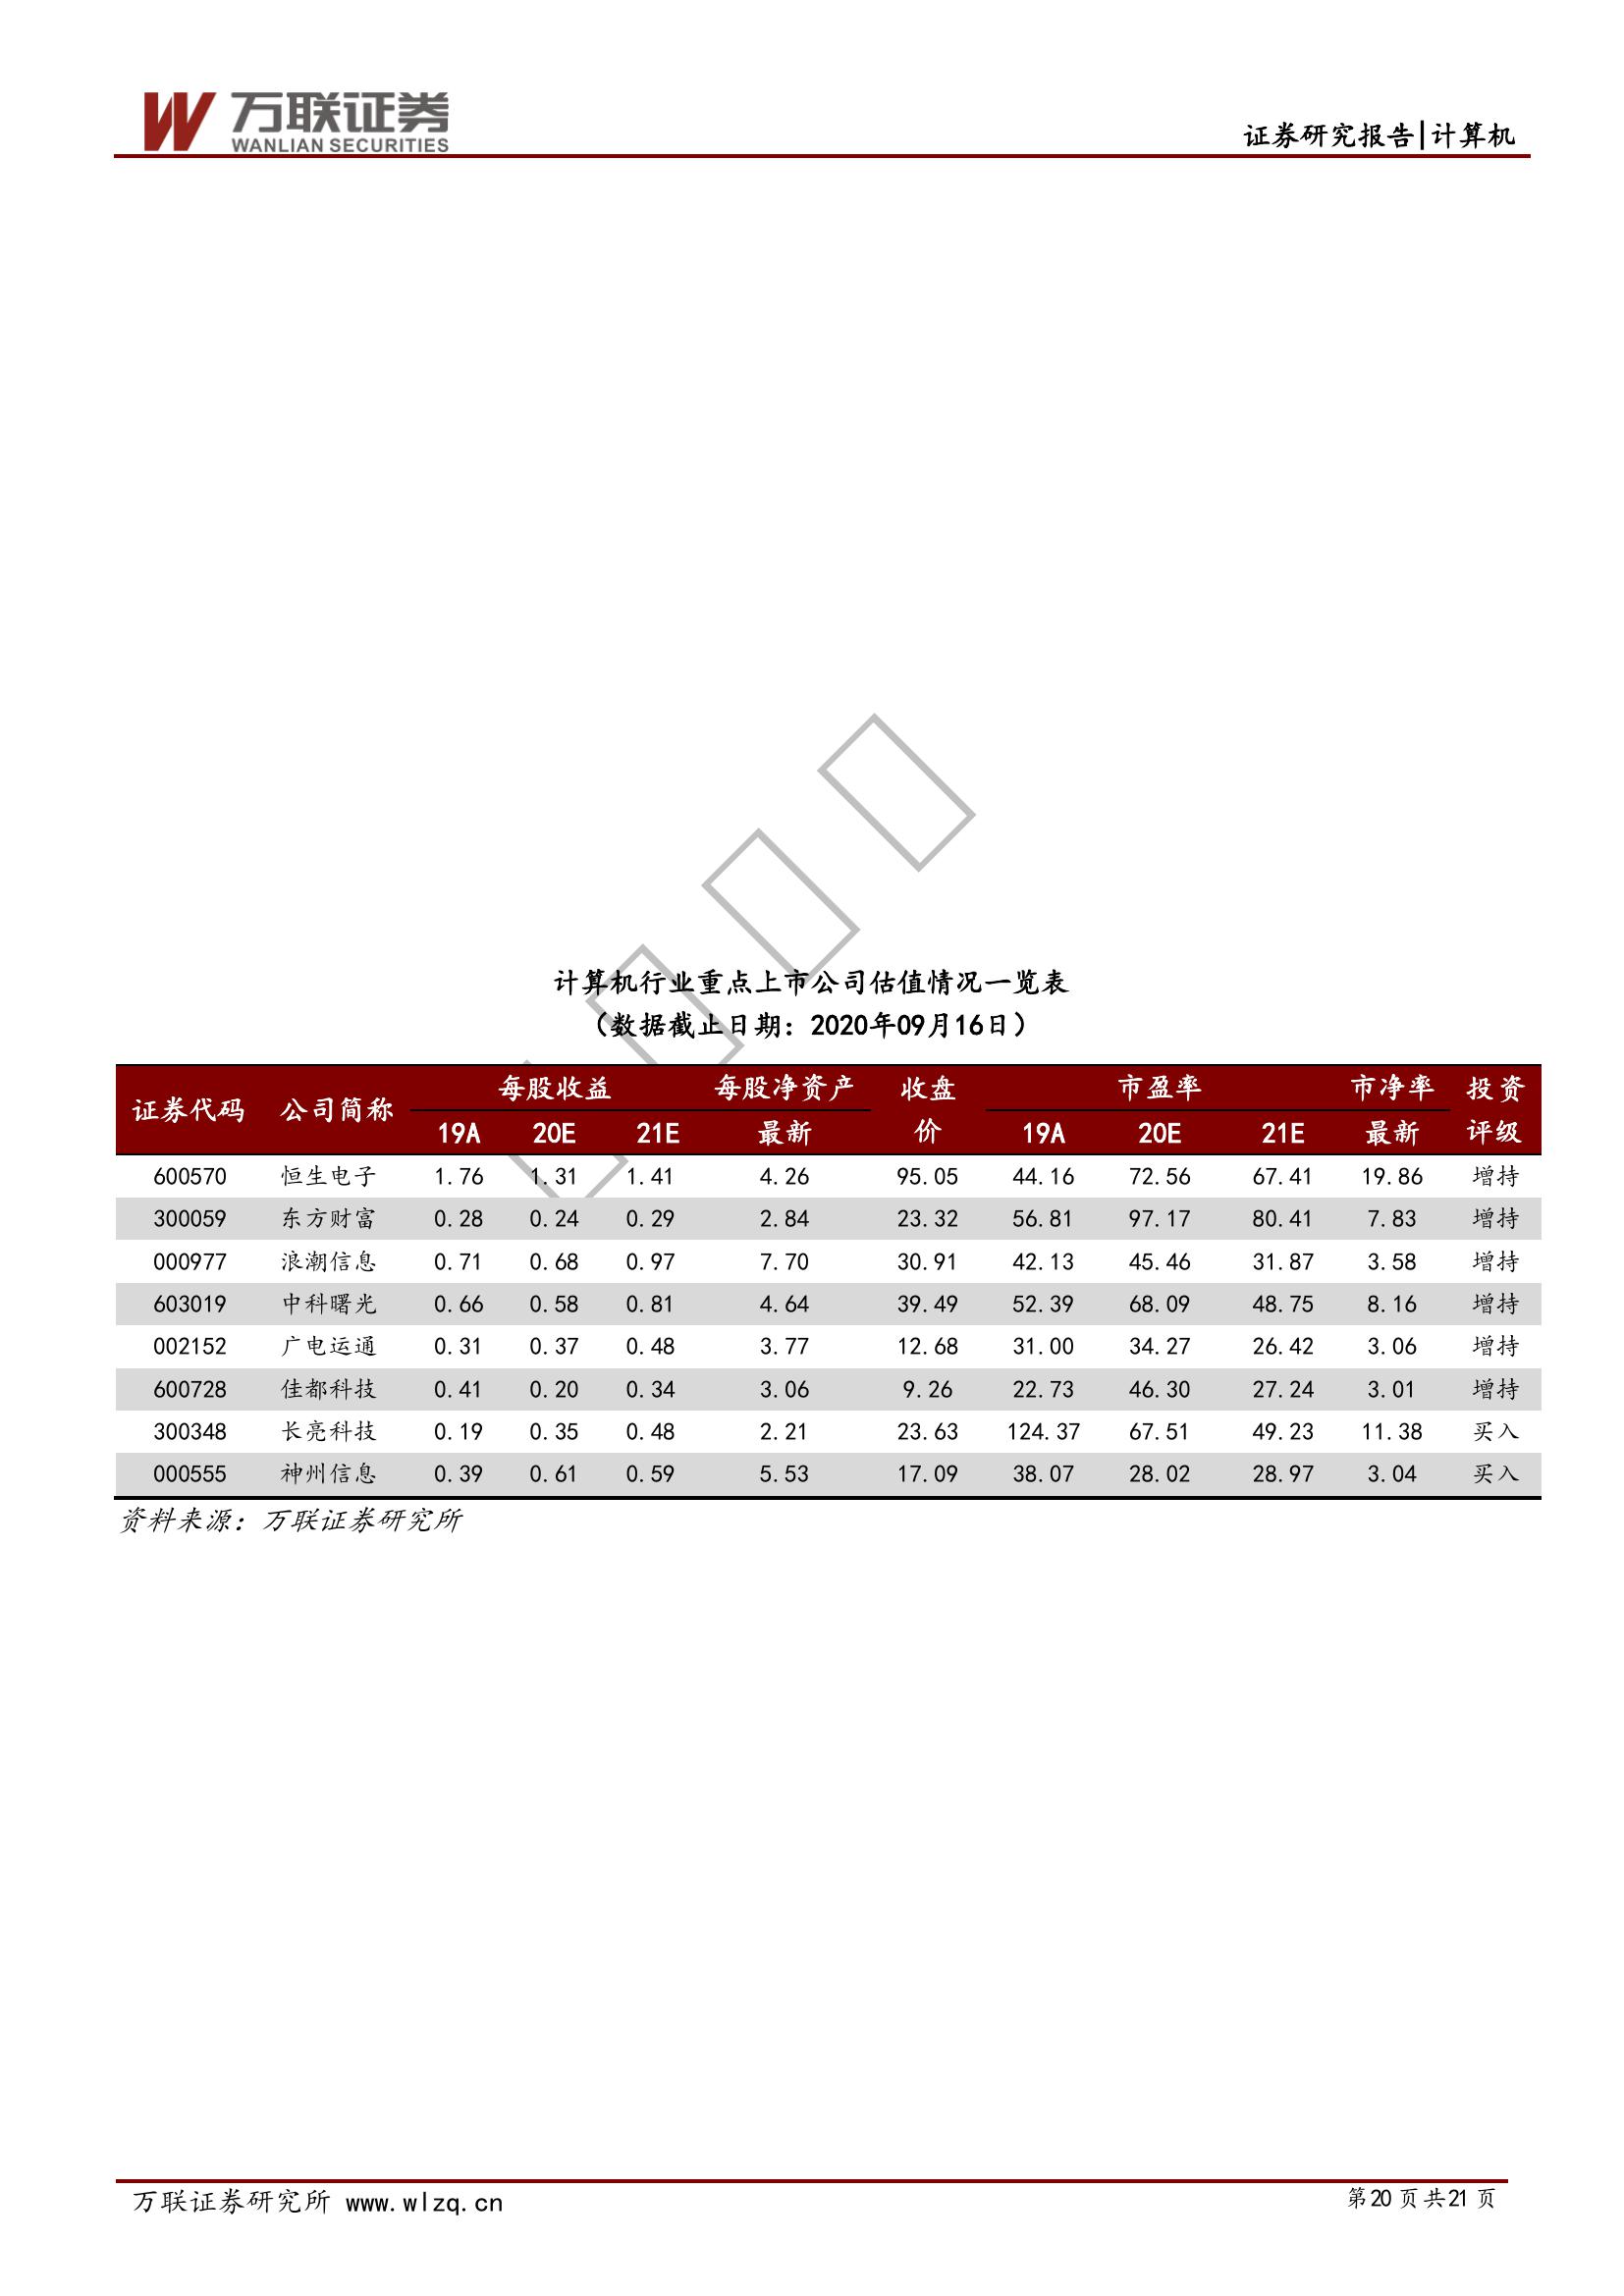 万联证券
WANLIAN SECURITIES
证券研究报告|计算机
计算机行业重点上市公司估值情况一览表
（数据截止日期：2020年09月16日）
证券代码 公司简称 每股收益 每股净资产 收盘价 市盈率 市净率 投资评级
19A 20E 21E 最新 19A 20E 21E 最新
600570 恒生电子 1.76 1.31 1.41 4.26 95.05 44.16 72.56 67.41 19.86 增持
300059 东方财富 0.28 0.24 0.29 2.84 23.32 56.81 97.17 80.41 7.83 增持
000977 浪潮信息 0.71 0.68 0.97 7.70 30.91 42.13 45.46 31.87 3.58 增持
603019 中科曙光 0.66 0.58 0.81 4.64 39.49 52.39 68.09 48.75 8.16 增持
002152 广电运通 0.31 0.37 0.48 3.77 12.68 31.00 34.27 26.42 3.06 增持
600728 佳都科技 0.41 0.20 0.34 3.06 9.26 22.73 46.30 27.24 3.01 增持
300348 长亮科技 0.19 0.35 0.48 2.21 23.63 124.37 67.51 49.23 11.38 买入
000555 神州信息 0.39 0.61 0.59 5.53 17.09 38.07 28.02 28.97 3.04 买入
资料来源：万联证券研究所
万联证券研究所 www.wlzq.cn
第20 页 共21 页